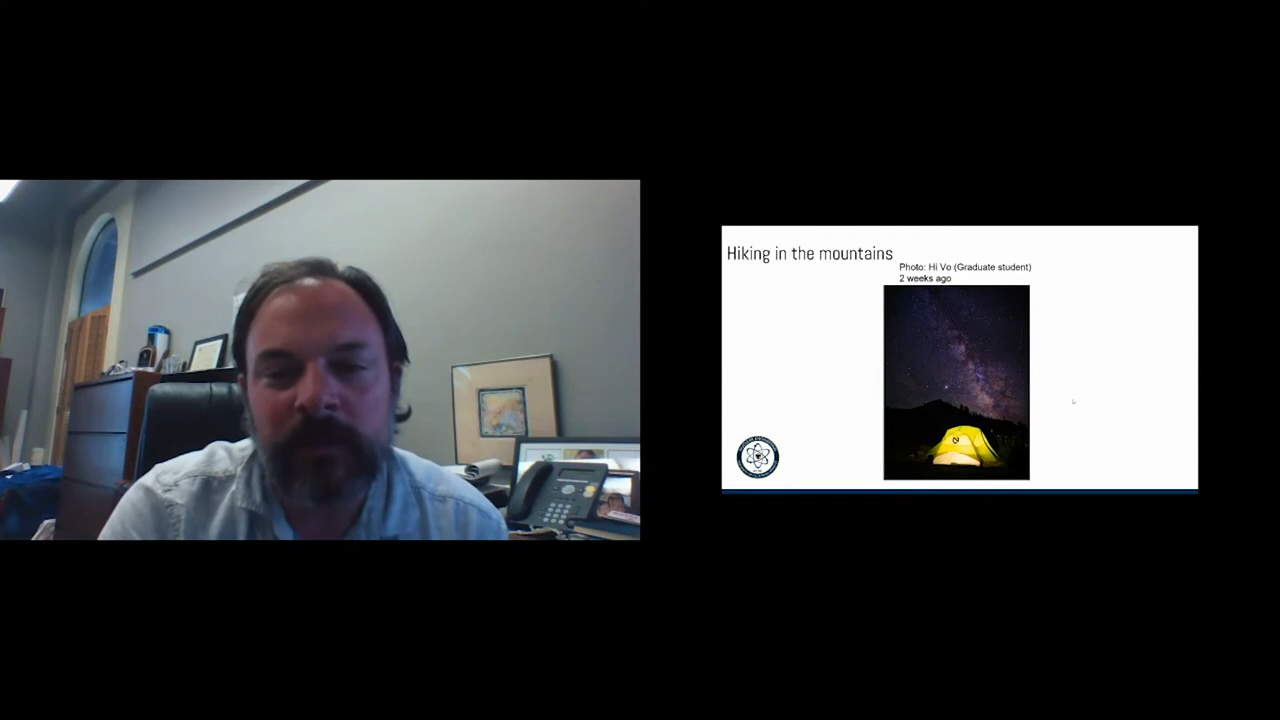 Hiking in the mountains
Photo: Hi Vo (Graduate student)
2 weeks ago